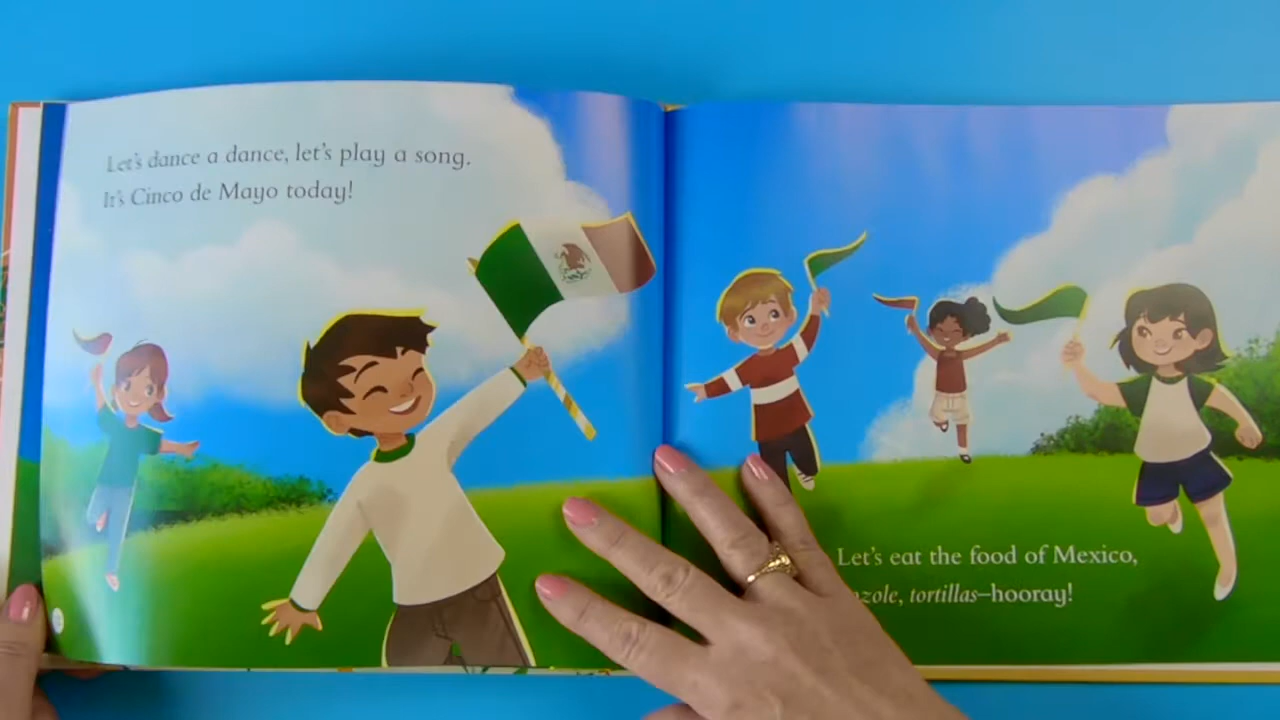 Let's dance a dance, let's play a song.
It's Cinco de Mayo today!
Let's eat the food of Mexico,
tortillas—hooray!